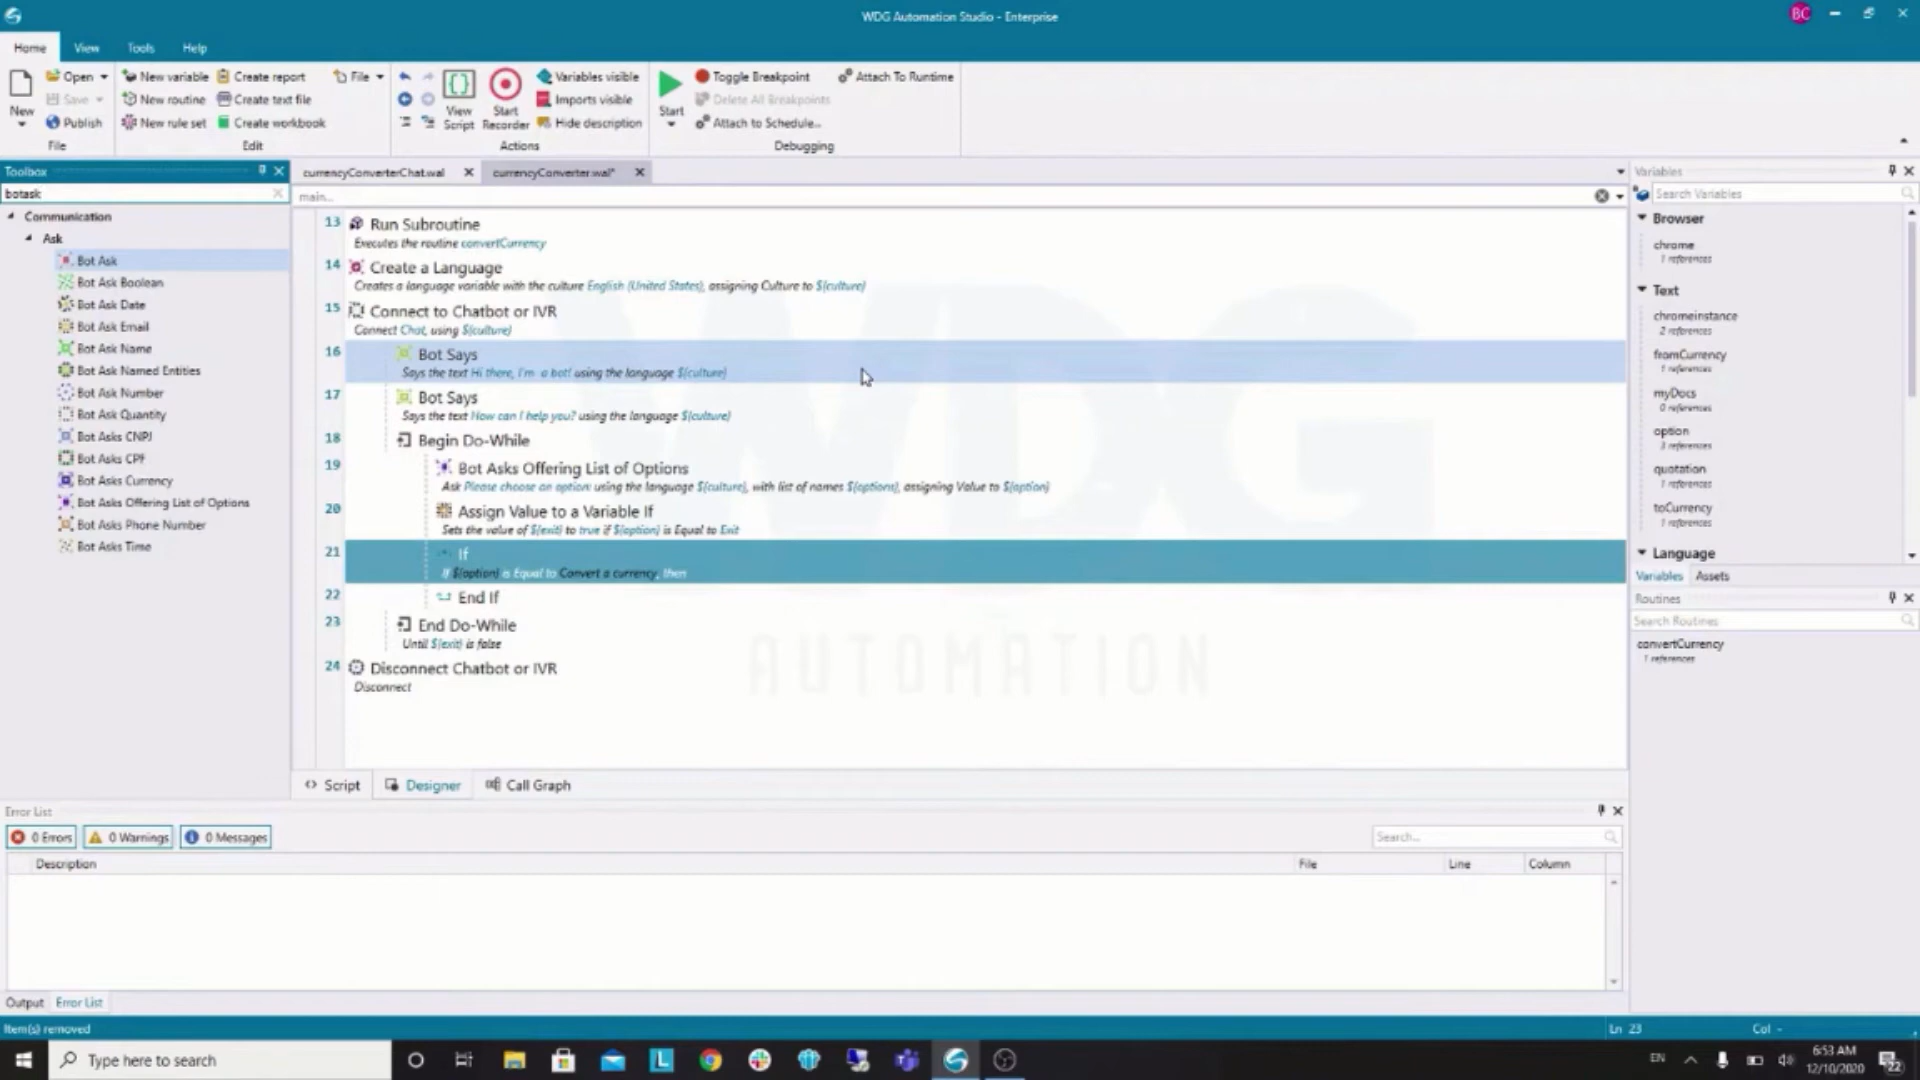 WDG Automation Studio - Enterprise
BC
Home View Tools Help
New
Open
Save
Publish
File
New variable
New routine
New rule set
Create report
Create text file
Create workbook
File
Edit
View Script
Start Recorder
Variables visible
Imports visible
Hide description
Actions
Start
Toggle Breakpoint
Delete All Breakpoints
Attach to Schedule...
Attach To Runtime
Debugging
Toolbox
botask
Communication
Ask
Bot Ask
Bot Ask Boolean
Bot Ask Date
Bot Ask Email
Bot Ask Name
Bot Ask Named Entities
Bot Ask Number
Bot Ask Quantity
Bot Asks CNPJ
Bot Asks CPF
Bot Asks Currency
Bot Asks Offering List of Options
Bot Asks Phone Number
Bot Asks Time
currencyConverterChat.wal
currencyConverter.wal*
main...
13 Run Subroutine
Executes the routine convertCurrency
14 Create a Language
Creates a language variable with the culture English (United States), assigning Culture to ${culture}
15 Connect to Chatbot or IVR
Connect Chat, using ${culture}
16 Bot Says
Says the text Hi there, I'm a bot! using the language ${culture}
17 Bot Says
Says the text How can I help you? using the language ${culture}
18 Begin Do-While
19 Bot Asks Offering List of Options
Ask Please choose an option: using the language ${culture}, with list of names ${options}, assigning Value to ${option}
20 Assign Value to a Variable If
Sets the value of ${exit} to true if ${option} is Equal to Exit
21 If
If ${option} is Equal to Convert a currency, then
22 End If
23 End Do-While
Until ${exit} is false
24 Disconnect Chatbot or IVR
Disconnect
WDG
AUTOMATION
Script Designer Call Graph
Variables
Search Variables
Browser
chrome
1 references
Text
chromeinstance
2 references
fromCurrency
1 references
myDocs
0 references
option
3 references
quotation
1 references
toCurrency
1 references
Language
Variables Assets
Routines
Search Routines
convertCurrency
1 references
Error List
0 Errors 0 Warnings 0 Messages
Search...
Description File Line Column
Output Error List
Item(s) removed
Ln 23 Col -
Type here to search
L
EN
6:53 AM
12/10/2020
22